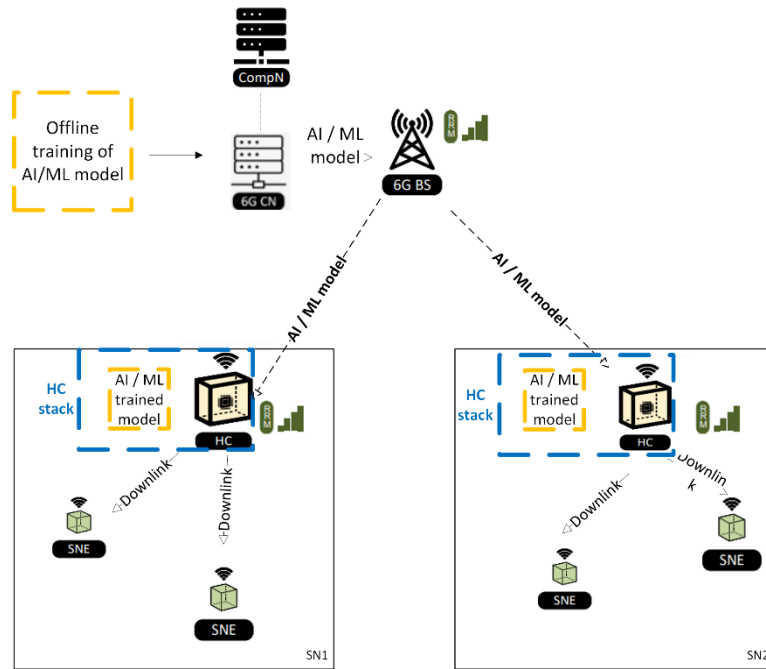 CompN
Offline
training of
AI/ML model
6G CN
AI / ML
model
RRM
6G BS
AI / ML model
AI / ML model
HC
stack
AI / ML
trained
model
RRM
HC
Downlink
Downlink
SNE
SNE
SN1
HC
stack
AI / ML
trained
model
RRM
HC
Downlink
Downlin
k
SNE
SNE
SN2